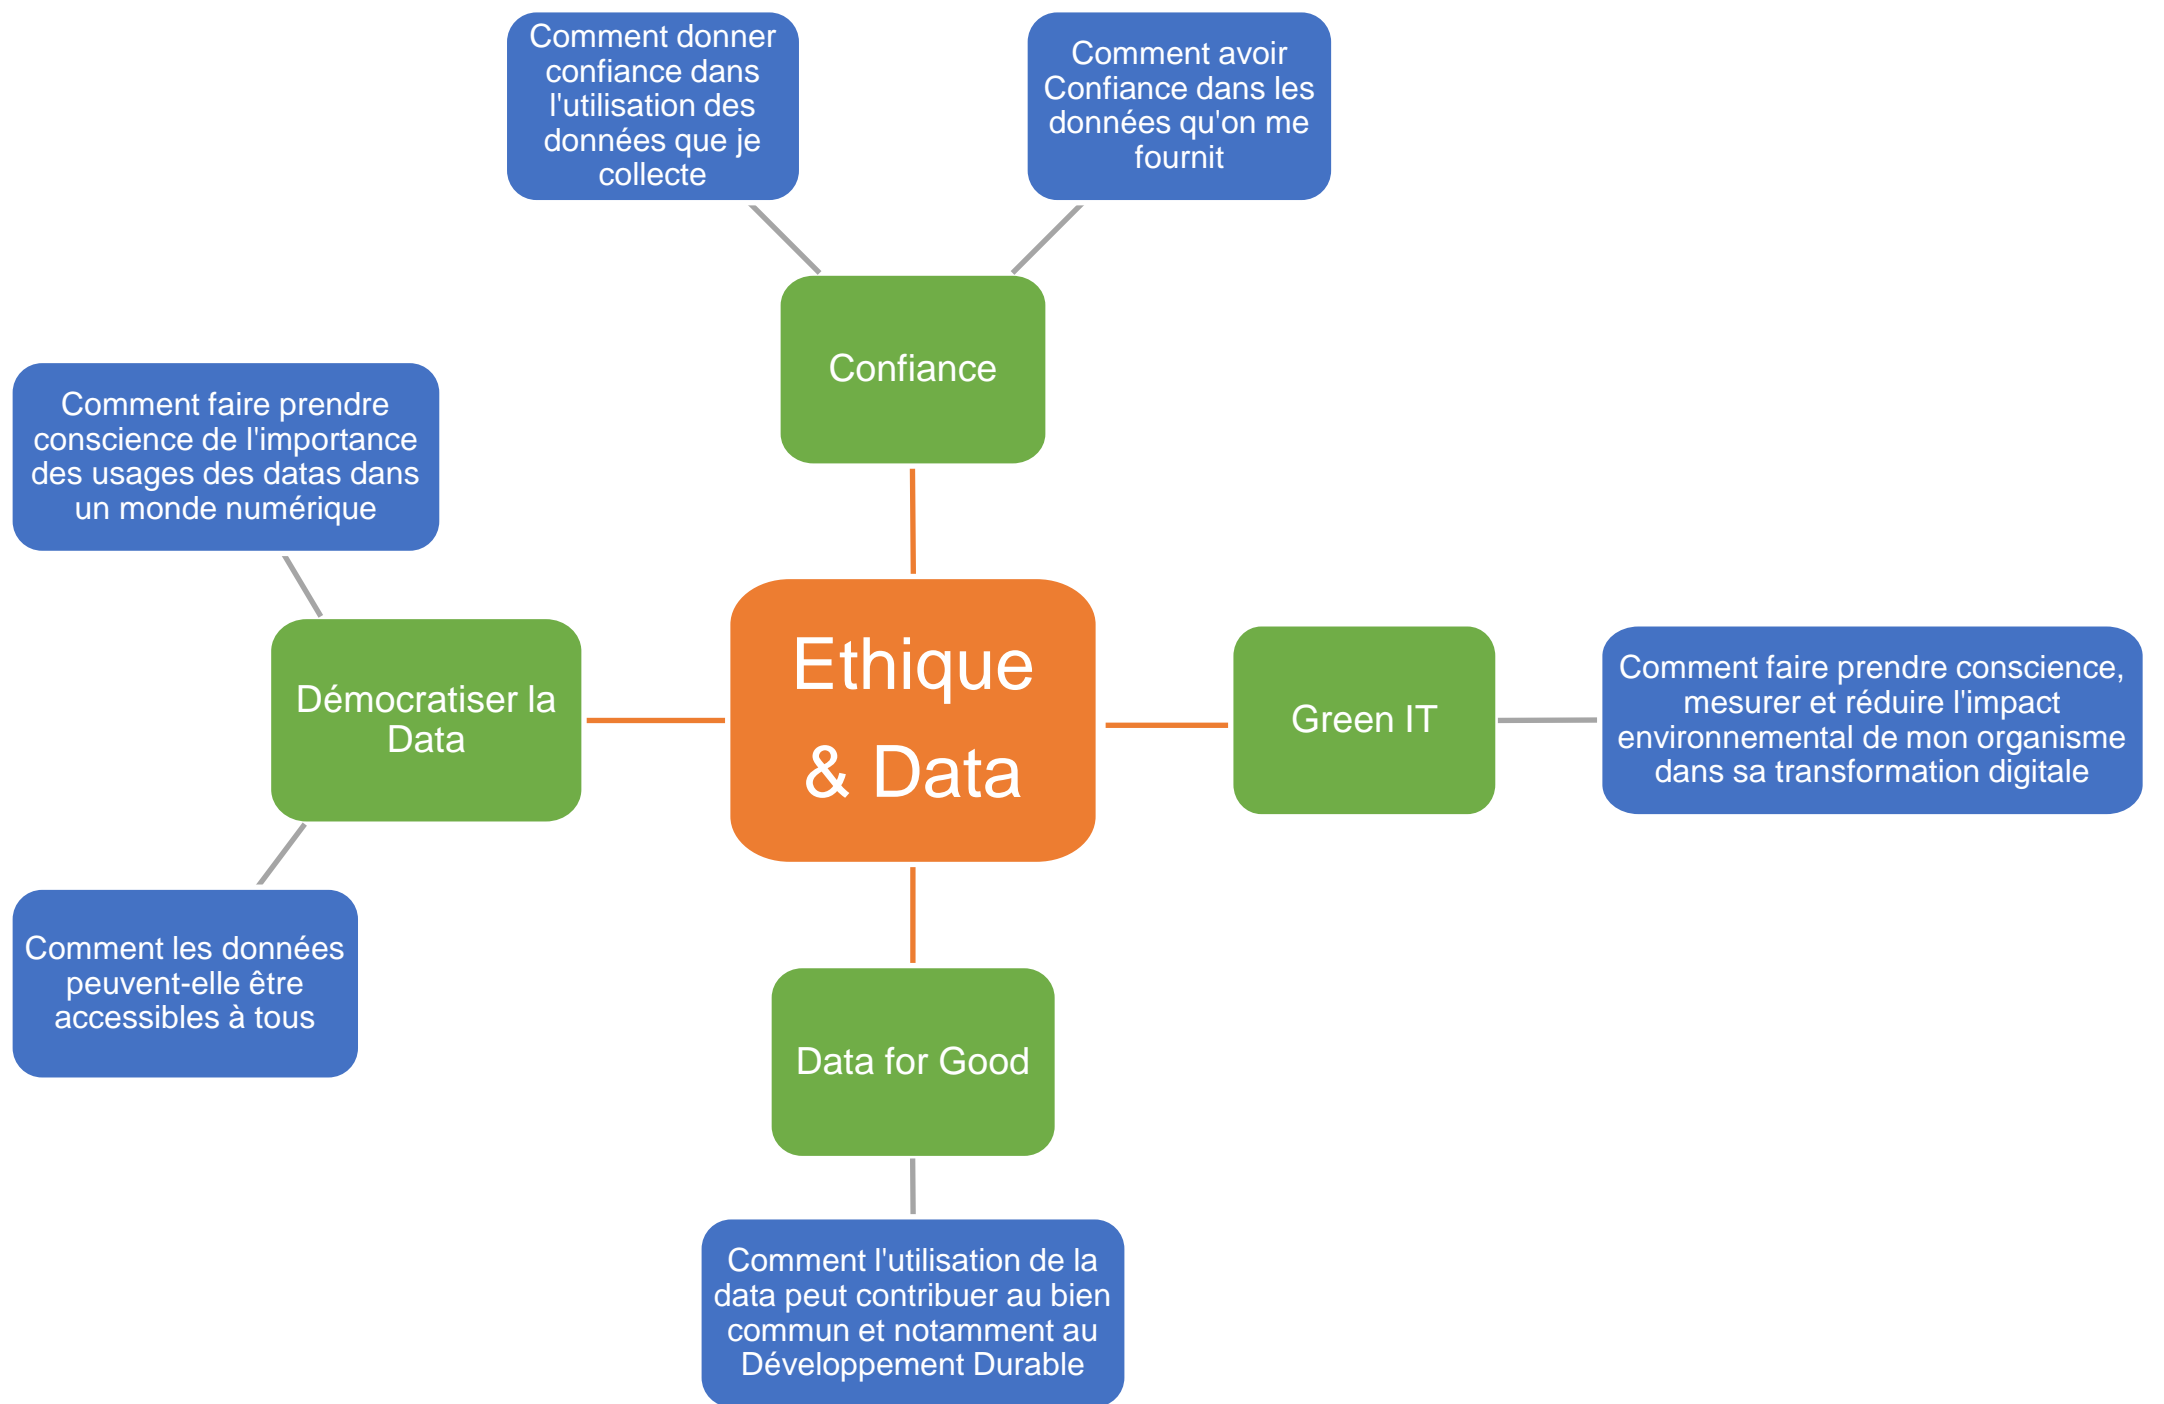 Comment donner
confiance dans
l'utilisation des
données que je
collecte
Comment avoir
Confiance dans les
données qu'on me
fournit
Confiance
Comment faire prendre
conscience de l'importance
des usages des datas dans
un monde numérique
Démocratiser la
Data
Ethique
& Data
Green IT
Comment faire prendre conscience,
mesurer et réduire l'impact
environnemental de mon organisme
dans sa transformation digitale
Comment les données
peuvent-elle être
accessibles à tous
Data for Good
Comment l'utilisation de la
data peut contribuer au bien
commun et notamment au
Développement Durable